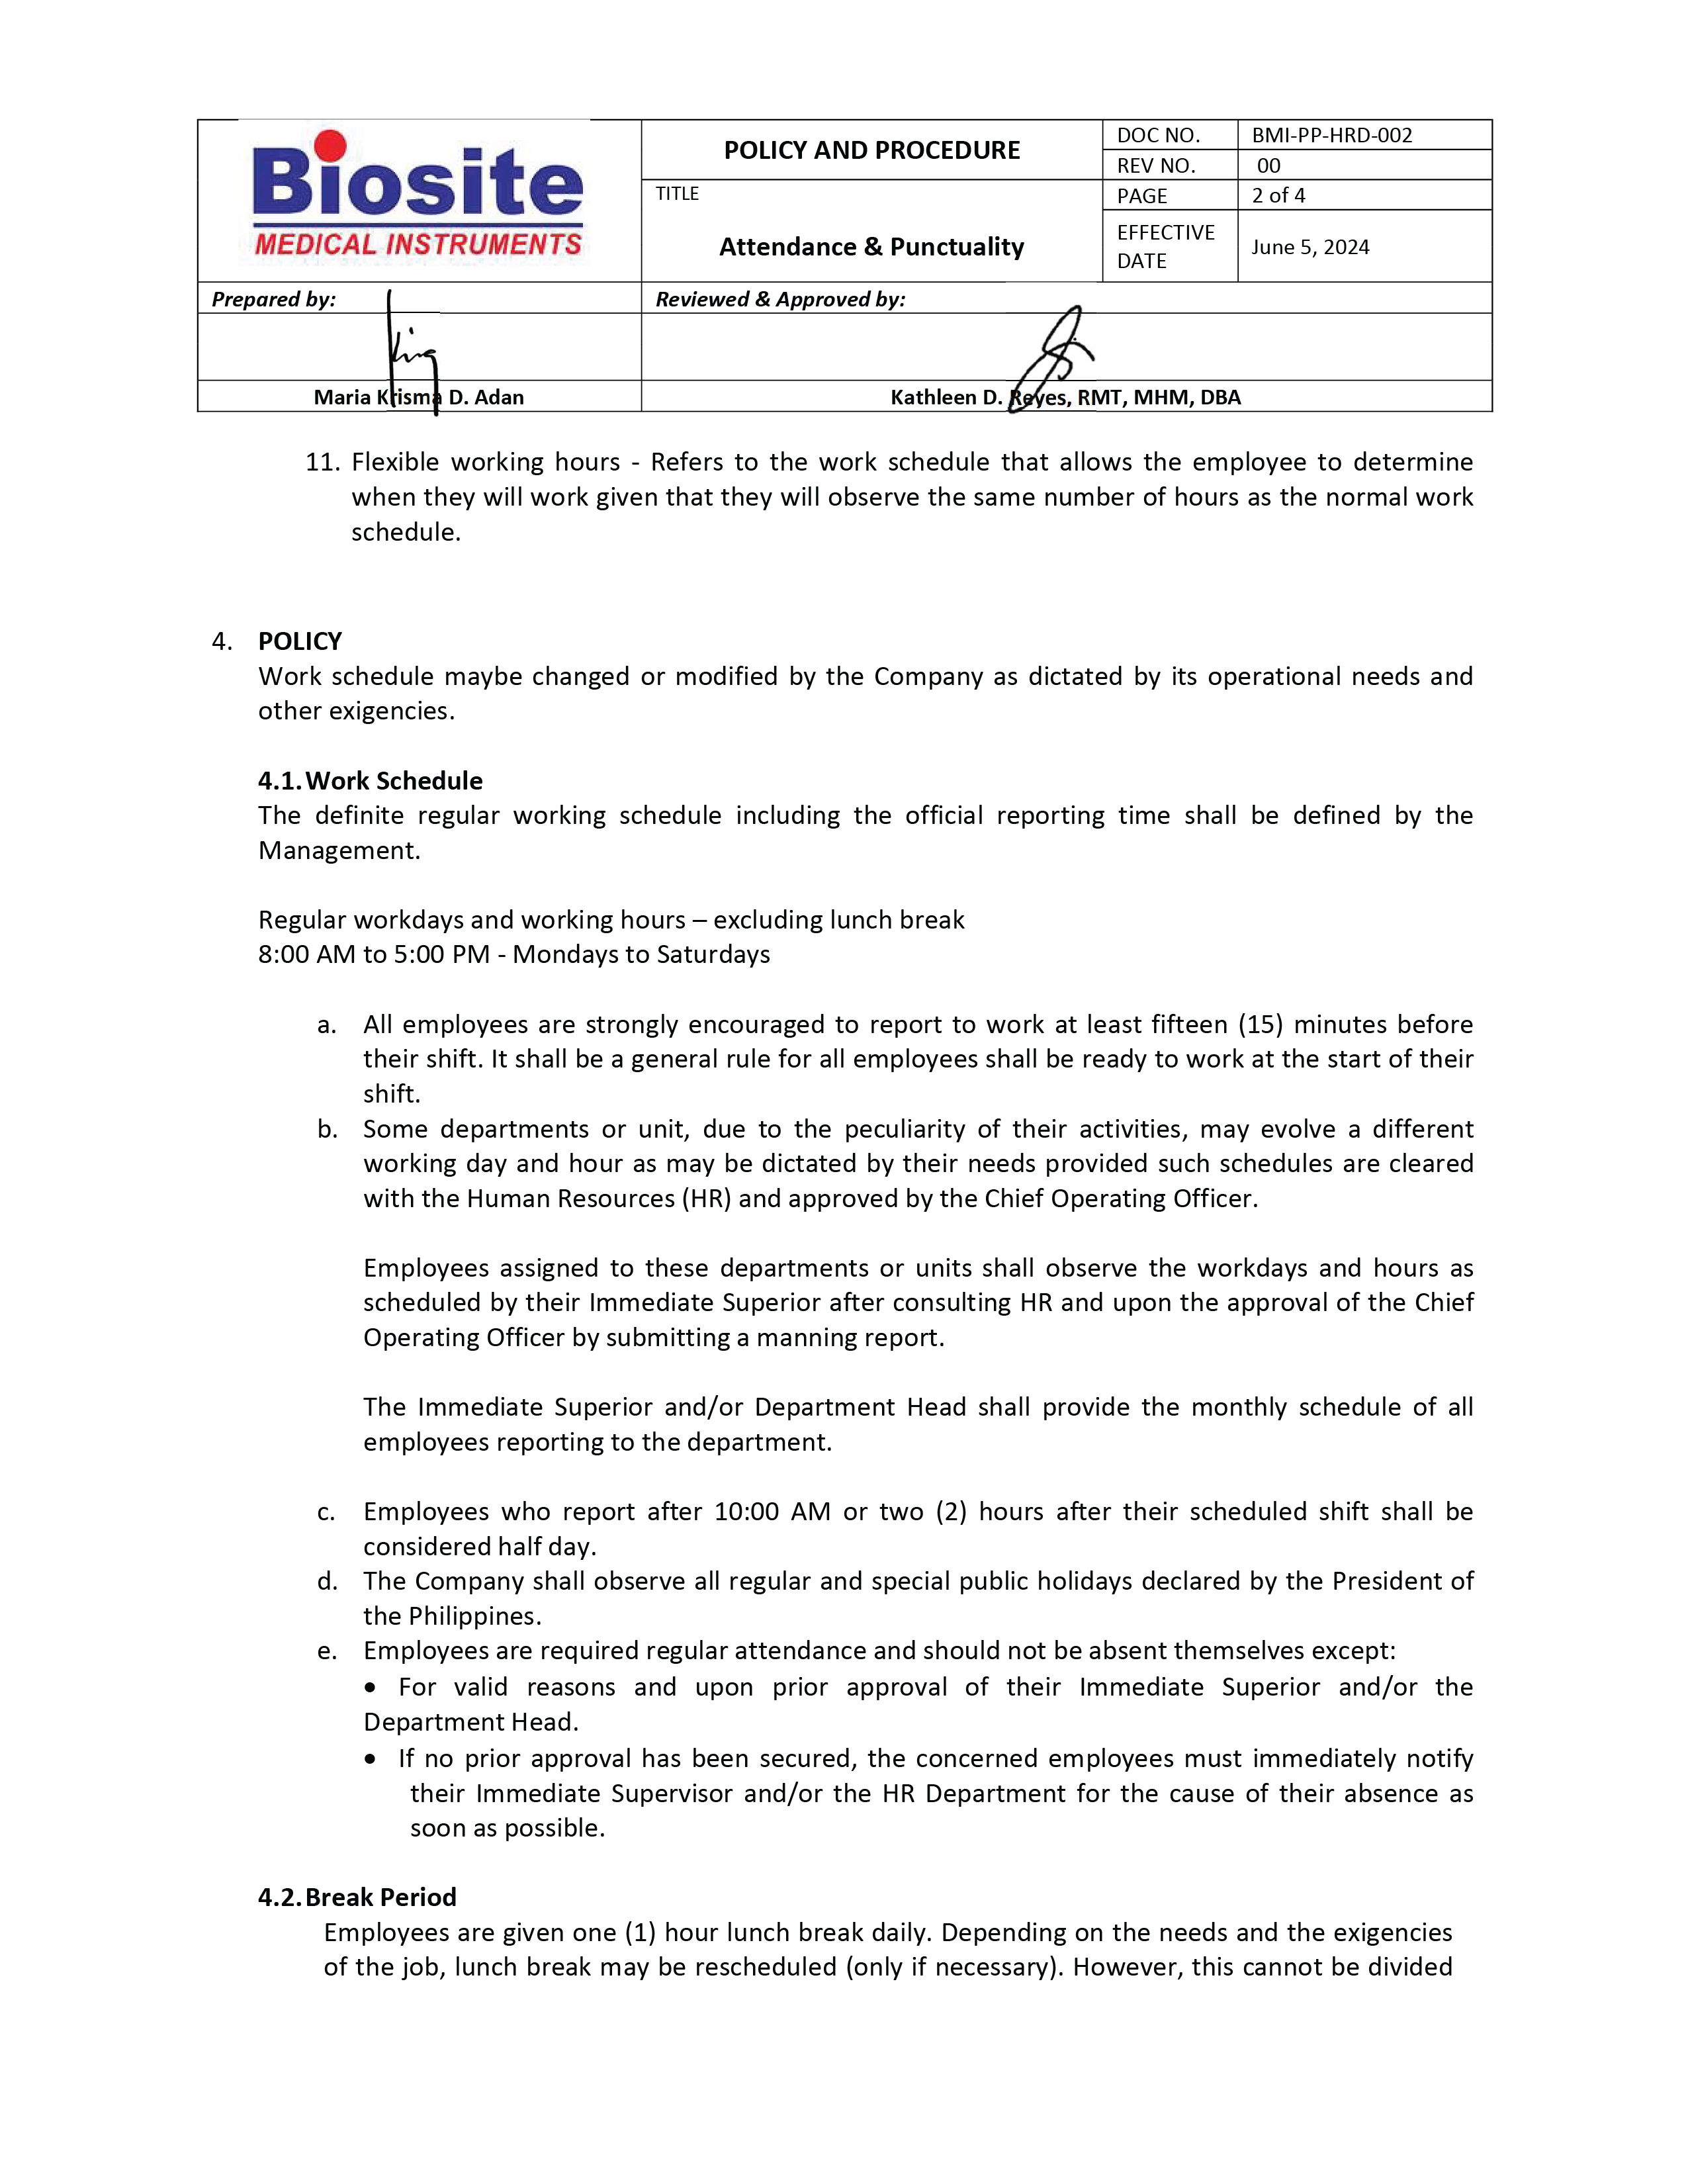 Biosite
MEDICAL INSTRUMENTS
POLICY AND PROCEDURE
DOC NO. BMI-PP-HRD-002
REV NO. 00
TITLE
Attendance & Punctuality
PAGE 2 of 4
EFFECTIVE DATE June 5, 2024
Prepared by:
Reviewed & Approved by:
King
Maria Krisma D. Adan
Kathleen D. Reyes, RMT, MHM, DBA
11. Flexible working hours - Refers to the work schedule that allows the employee to determine
when they will work given that they will observe the same number of hours as the normal work
schedule.
4. POLICY
Work schedule maybe changed or modified by the Company as dictated by its operational needs and
other exigencies.
4.1. Work Schedule
The definite regular working schedule including the official reporting time shall be defined by the
Management.
Regular workdays and working hours – excluding lunch break
8:00 AM to 5:00 PM - Mondays to Saturdays
a. All employees are strongly encouraged to report to work at least fifteen (15) minutes before
their shift. It shall be a general rule for all employees shall be ready to work at the start of their
shift.
b. Some departments or unit, due to the peculiarity of their activities, may evolve a different
working day and hour as may be dictated by their needs provided such schedules are cleared
with the Human Resources (HR) and approved by the Chief Operating Officer.
Employees assigned to these departments or units shall observe the workdays and hours as
scheduled by their Immediate Superior after consulting HR and upon the approval of the Chief
Operating Officer by submitting a manning report.
The Immediate Superior and/or Department Head shall provide the monthly schedule of all
employees reporting to the department.
c. Employees who report after 10:00 AM or two (2) hours after their scheduled shift shall be
considered half day.
d. The Company shall observe all regular and special public holidays declared by the President of
the Philippines.
e. Employees are required regular attendance and should not be absent themselves except:
• For valid reasons and upon prior approval of their Immediate Superior and/or the
Department Head.
• If no prior approval has been secured, the concerned employees must immediately notify
their Immediate Supervisor and/or the HR Department for the cause of their absence as
soon as possible.
4.2. Break Period
Employees are given one (1) hour lunch break daily. Depending on the needs and the exigencies
of the job, lunch break may be rescheduled (only if necessary). However, this cannot be divided